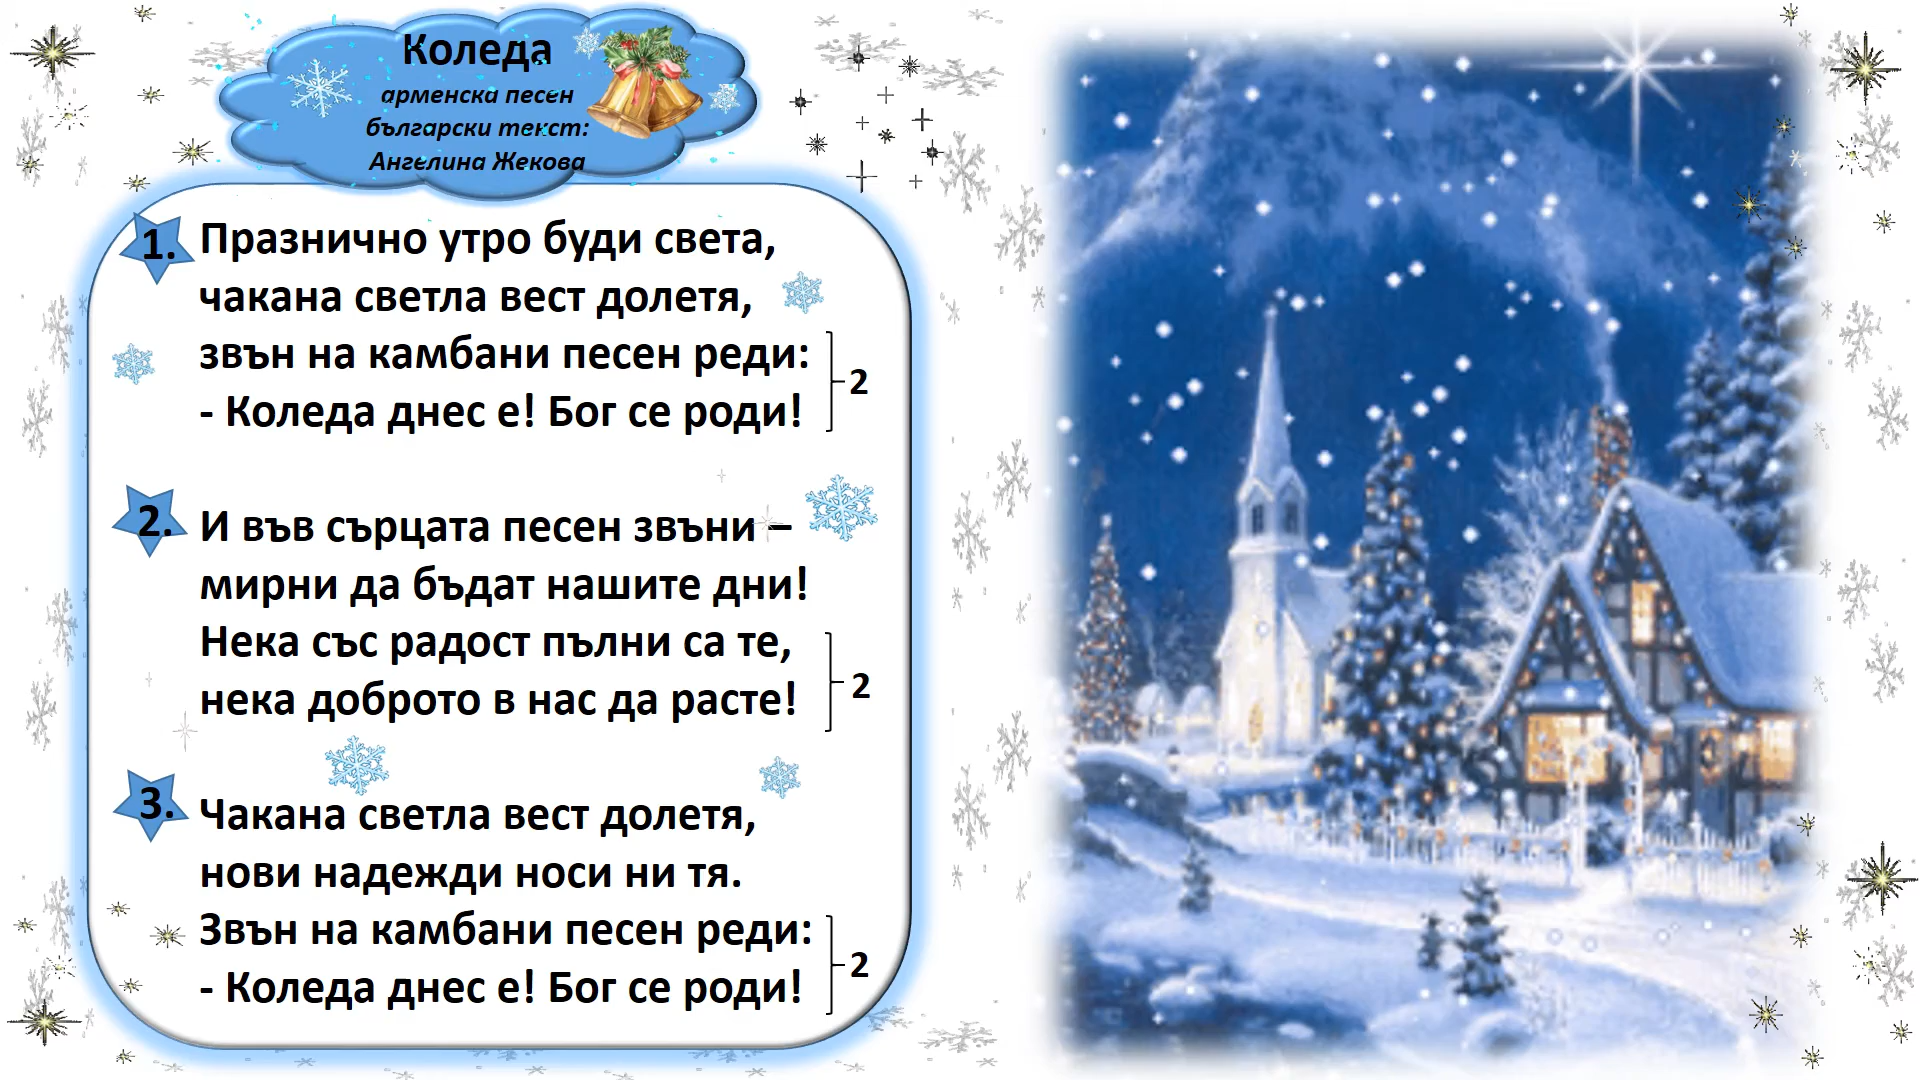 Коледа
арменска песен
български текст:
Ангелина Жекова
1. Празнично утро буди света,
чакана светла вест долетя,
звън на камбани песен реди:
- Коледа днес е! Бог се роди!
2
2. И във сърцата песен звъни –
мирни да бъдат нашите дни!
Нека със радост пълни са те,
нека доброто в нас да расте!
2
3. Чакана светла вест долетя,
нови надежди носи ни тя.
Звън на камбани песен реди:
- Коледа днес е! Бог се роди!
2